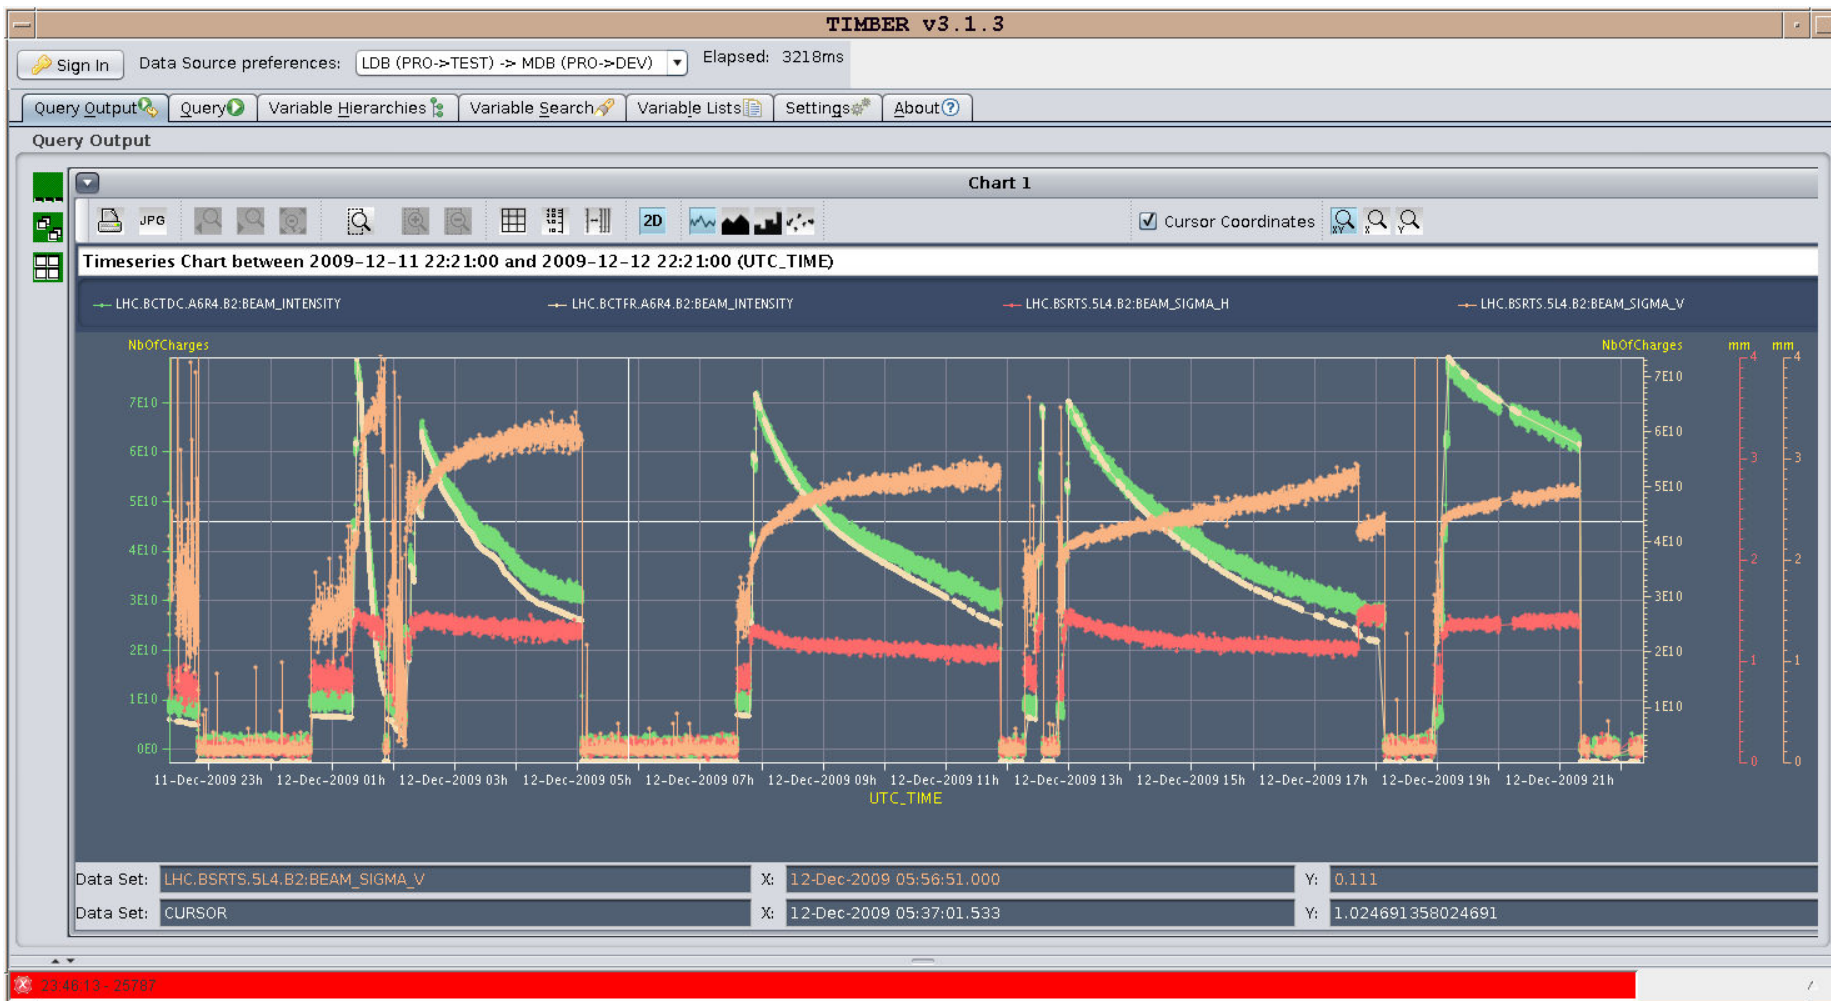 TIMBER v3.1.3
Sign In Data Source preferences: LDB (PRO->TEST) -> MDB (PRO->DEV) Elapsed: 3218ms
Query Output Query Variable Hierarchies Variable Search Variable Lists Settings About
Query Output
Chart 1
JPG 2D Cursor Coordinates XY X Y
Timeseries Chart between 2009-12-11 22:21:00 and 2009-12-12 22:21:00 (UTC_TIME)
LHC.BCTDC.A6R4.B2:BEAM_INTENSITY LHC.BCTFR.A6R4.B2:BEAM_INTENSITY LHC.BSRTS.5L4.B2:BEAM_SIGMA_H LHC.BSRTS.5L4.B2:BEAM_SIGMA_V
NbOfCharges NbOfCharges mm mm
4 4
7E10
7E10
6E10
6E10
3 3
5E10
5E10
4E10
4E10
2 2
3E10
3E10
2E10
2E10
1 1
1E10
1E10
0E0
0 0
11-Dec-2009 23h 12-Dec-2009 01h 12-Dec-2009 03h 12-Dec-2009 05h 12-Dec-2009 07h 12-Dec-2009 09h 12-Dec-2009 11h 12-Dec-2009 13h 12-Dec-2009 15h 12-Dec-2009 17h 12-Dec-2009 19h 12-Dec-2009 21h
UTC_TIME
Data Set: LHC.BSRTS.5L4.B2:BEAM_SIGMA_V X: 12-Dec-2009 05:56:51.000 Y: 0.111
Data Set: CURSOR X: 12-Dec-2009 05:37:01.533 Y: 1.024691358024691
23:46:13 - 25787